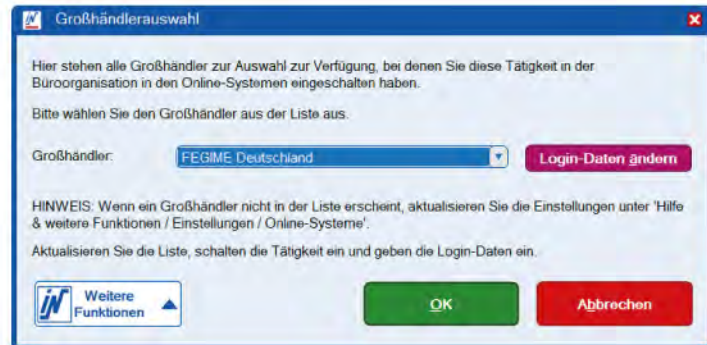 Großhändlerauswahl
Hier stehen alle Großhändler zur Auswahl zur Verfügung, bei denen Sie diese Tätigkeit in der
Büroorganisation in den Online-Systemen eingeschalten haben.
Bitte wählen Sie den Großhändler aus der Liste aus.
Großhändler: FEGIME Deutschland Login-Daten ändern
HINWEIS: Wenn ein Großhändler nicht in der Liste erscheint, aktualisieren Sie die Einstellungen unter 'Hilfe
& weitere Funktionen / Einstellungen / Online-Systeme'.
Aktualisieren Sie die Liste, schalten die Tätigkeit ein und geben die Login-Daten ein.
Weitere
Funktionen
OK
Abbrechen